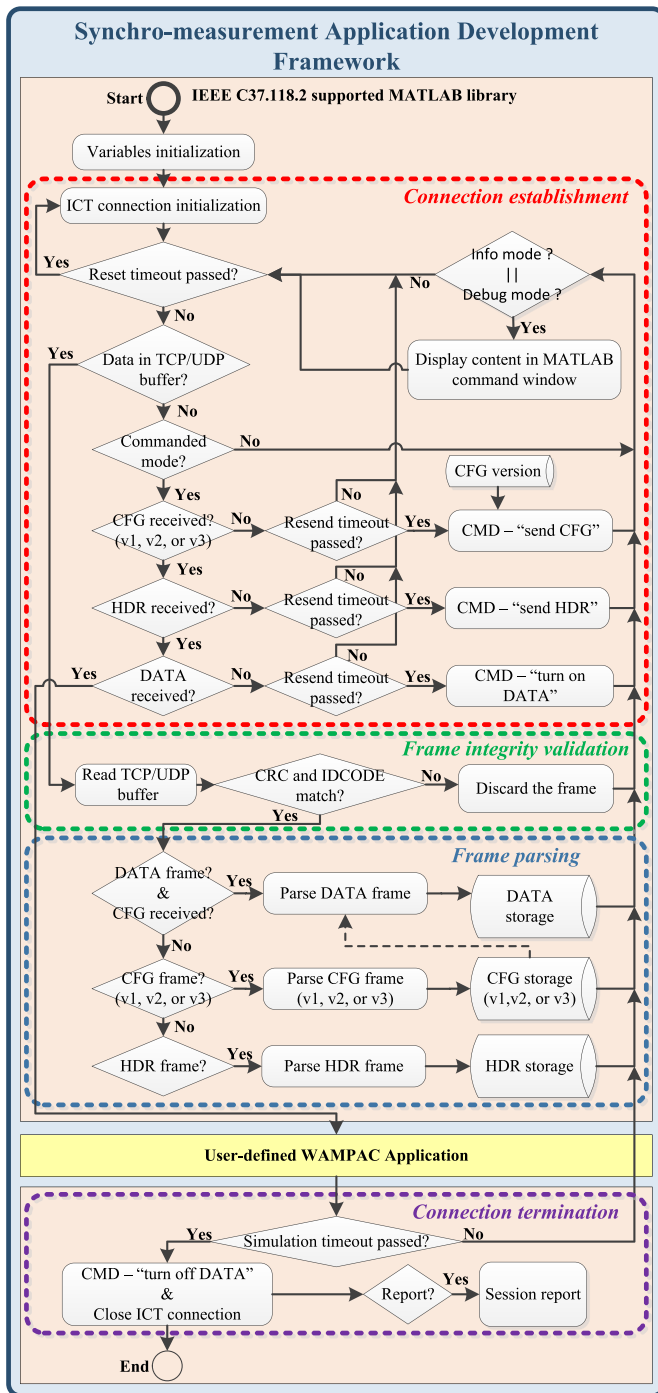 Synchro-measurement Application Development
Framework
Start
IEEE C37.118.2 supported MATLAB library
Variables initialization
Connection establishment
ICT connection initialization
Yes
Reset timeout passed?
No
Info mode ?
||
Debug mode ?
No
Yes
Yes
Data in TCP/UDP
buffer?
Display content in MATLAB
command window
No
Commanded
mode?
No
Yes
No
CFG version
CFG received?
(v1, v2, or v3)
No
Resend timeout
passed?
Yes
CMD – “send CFG”
Yes
No
HDR received?
No
Resend timeout
passed?
Yes
CMD – “send HDR”
Yes
No
Yes
DATA
received?
No
Resend timeout
passed?
Yes
CMD – “turn on
DATA”
Frame integrity validation
Read TCP/UDP
buffer
CRC and IDCODE
match?
No
Discard the frame
Yes
Frame parsing
DATA frame?
&
CFG received?
Yes
Parse DATA frame
DATA
storage
No
CFG frame?
(v1, v2, or v3)
Yes
Parse CFG frame
(v1, v2, or v3)
CFG storage
(v1,v2, or v3)
No
HDR frame?
Yes
Parse HDR frame
HDR storage
User-defined WAMPAC Application
Connection termination
Yes
Simulation timeout passed?
No
CMD – “turn off DATA”
&
Close ICT connection
Report?
Yes
Session report
End